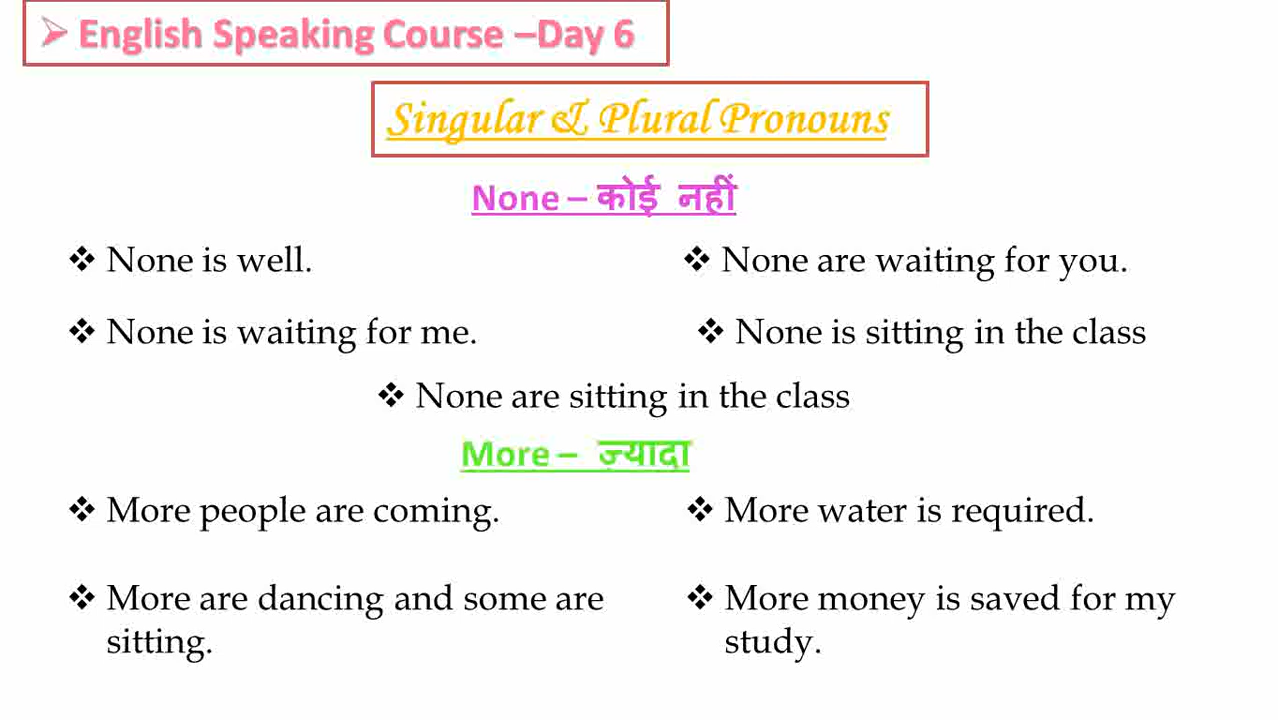 ➢ English Speaking Course –Day 6
Singular & Plural Pronouns
None – कोई नहीं
❖ None is well.
❖ None are waiting for you.
❖ None is waiting for me.
❖ None is sitting in the class
❖ None are sitting in the class
More – ज़्यादा
❖ More people are coming.
❖ More water is required.
❖ More are dancing and some are
sitting.
❖ More money is saved for my
study.